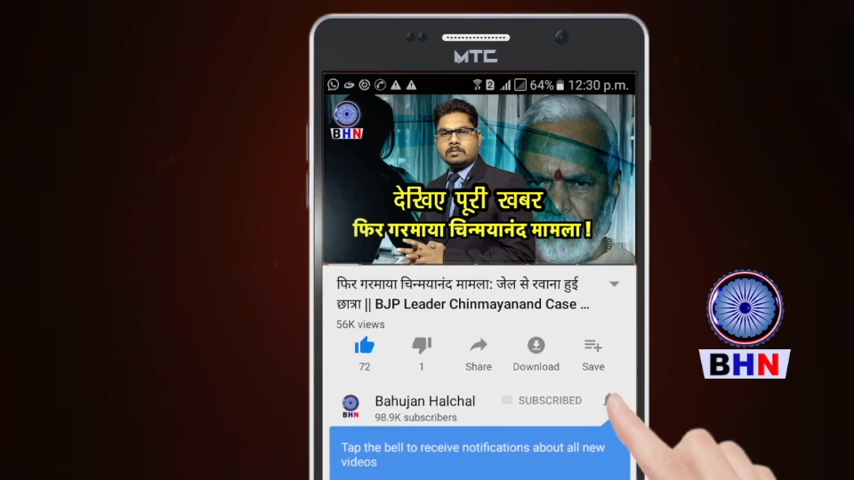 MTC
64% 12:30 p.m.
BHN
देखिए पूरी खबर
फिर गरमाया चिन्मयानंद मामला !
फिर गरमाया चिन्मयानंद मामला: जेल से रवाना हुई
छात्रा || BJP Leader Chinmayanand Case ...
56K views
72
1
Share
Download
Save
BHN
BHN
Bahujan Halchal
SUBSCRIBED
98.9K subscribers
Tap the bell to receive notifications about all new
videos